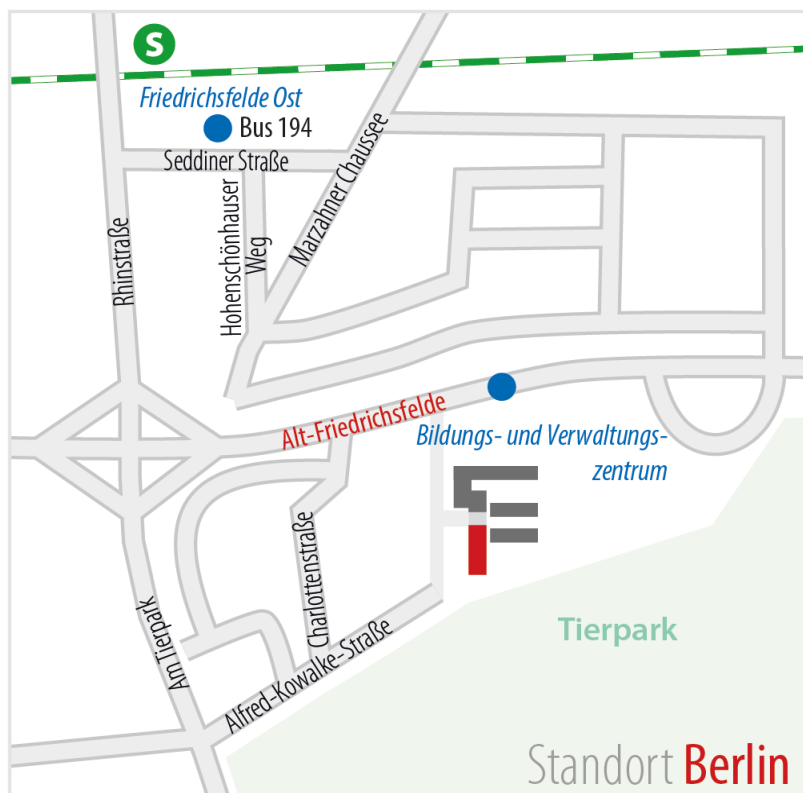 S
Friedrichsfelde Ost
Bus 194
Seddiner Straße
Rhinstraße
Hohenschönhauser
Weg
Marzahner Chaussee
Alt-Friedrichsfelde
Bildungs- und Verwaltungs-
zentrum
Charlottenstraße
Am Tierpark
Alfred-Kowalke-Straße
Tierpark
Standort Berlin